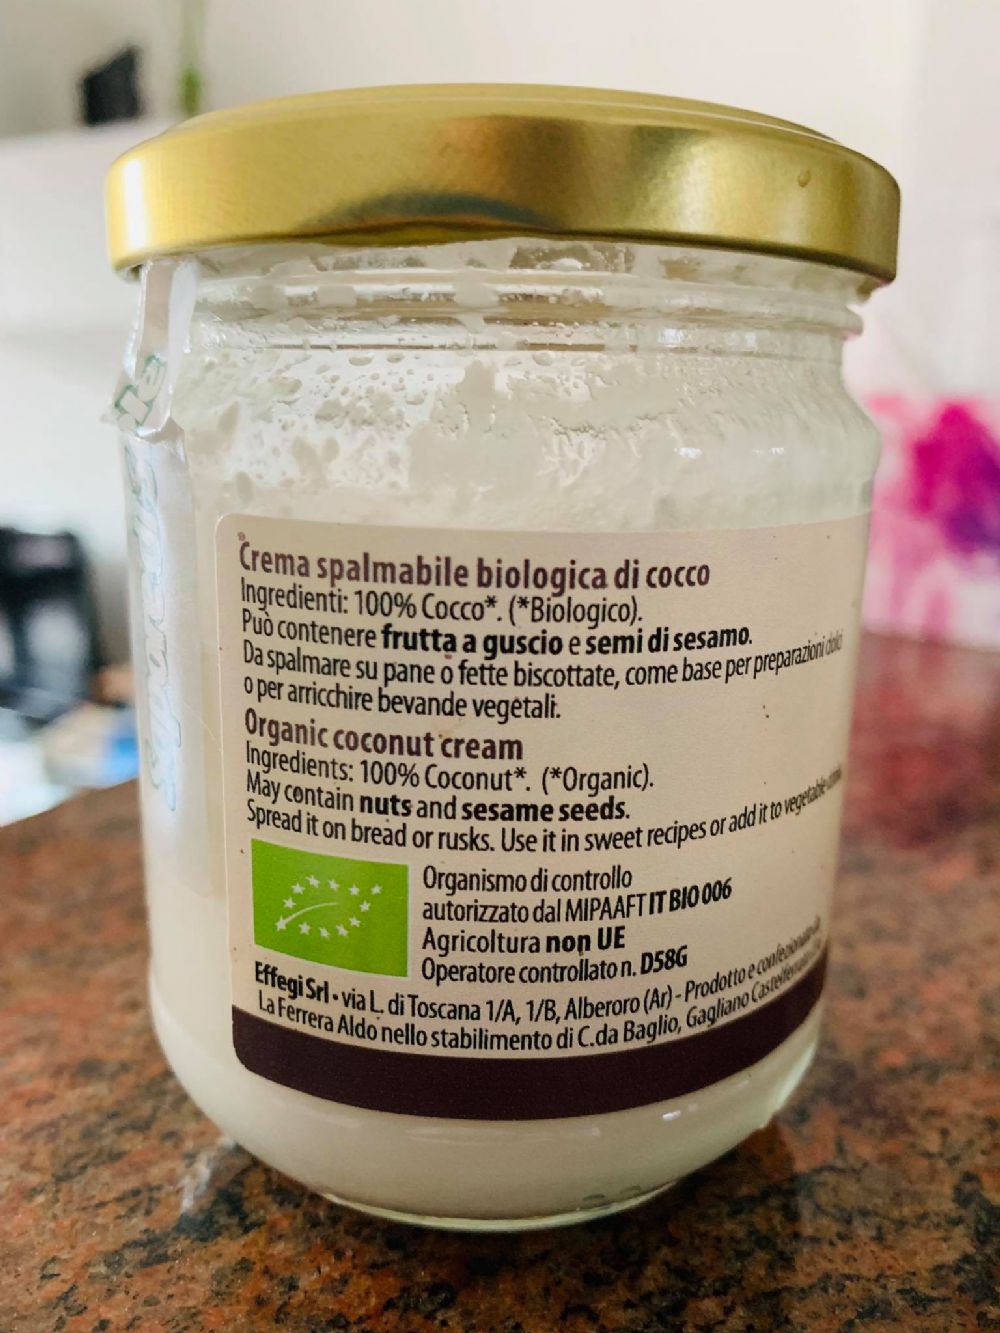 Crema spalmabile biologica di cocco
Ingredienti: 100% Cocco*. (*Biologico).
Può contenere frutta a guscio e semi di sesamo.
Da spalmare su pane o fette biscottate, come base per preparazioni dolci
o per arricchire bevande vegetali.
Organic coconut cream
Ingredients: 100% Coconut*. (*Organic).
May contain nuts and sesame seeds.
Spread it on bread or rusks. Use it in sweet recipes or add it to vegetable
Organismo di controllo
autorizzato dal MIPAAFT IT BIO 006
Agricoltura non UE
Operatore controllato n. D58G
Effegi Srl • via L. di Toscana 1/A, 1/B, Alberoro (Ar) - Prodotto e confezionato da
La Ferrera Aldo nello stabilimento di C.da Baglio, Gagliano